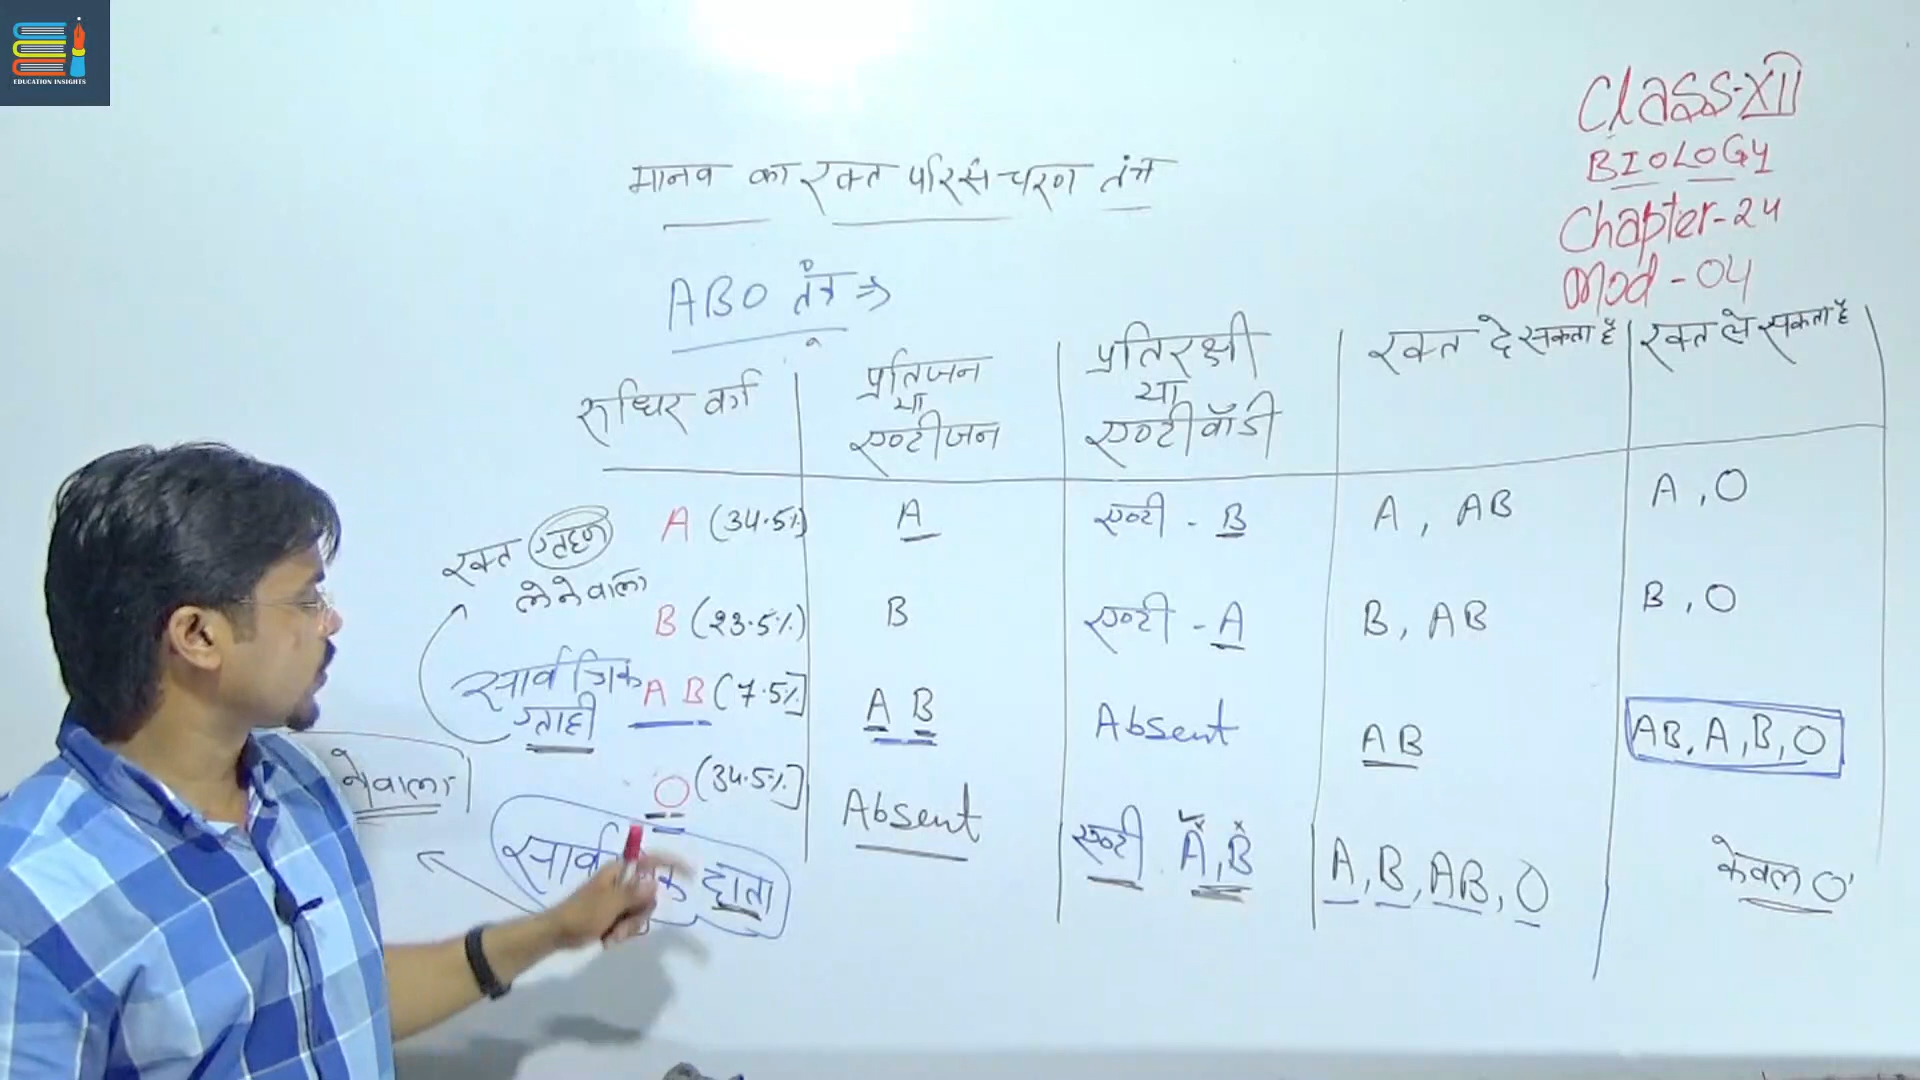 EDUCATION INSIGHTS
Class-XII
BIOLOGY
Chapter-24
Mod-04
मानव का रक्त परिसंचरण तंत्र
ABO तंत्र ⇒
रुधिर वर्ग
प्रतिजन
या
एण्टीजन
प्रतिरक्षी
या
एण्टीबॉडी
रक्त दे सकता है
रक्त ले सकता है
A (34.5%)
A
एण्टी - B
A, AB
A, O
रक्त ग्रहण
लेने वाला
B (23.5%)
B
एण्टी - A
B, AB
B, O
सार्वत्रिक
ग्राही
AB (7.5%]
A B
Absent
AB
AB, A, B, O
नेवाला
O (34.5%]
Absent
एण्टी A, B
A, B, AB, O
केवल O'
दाता